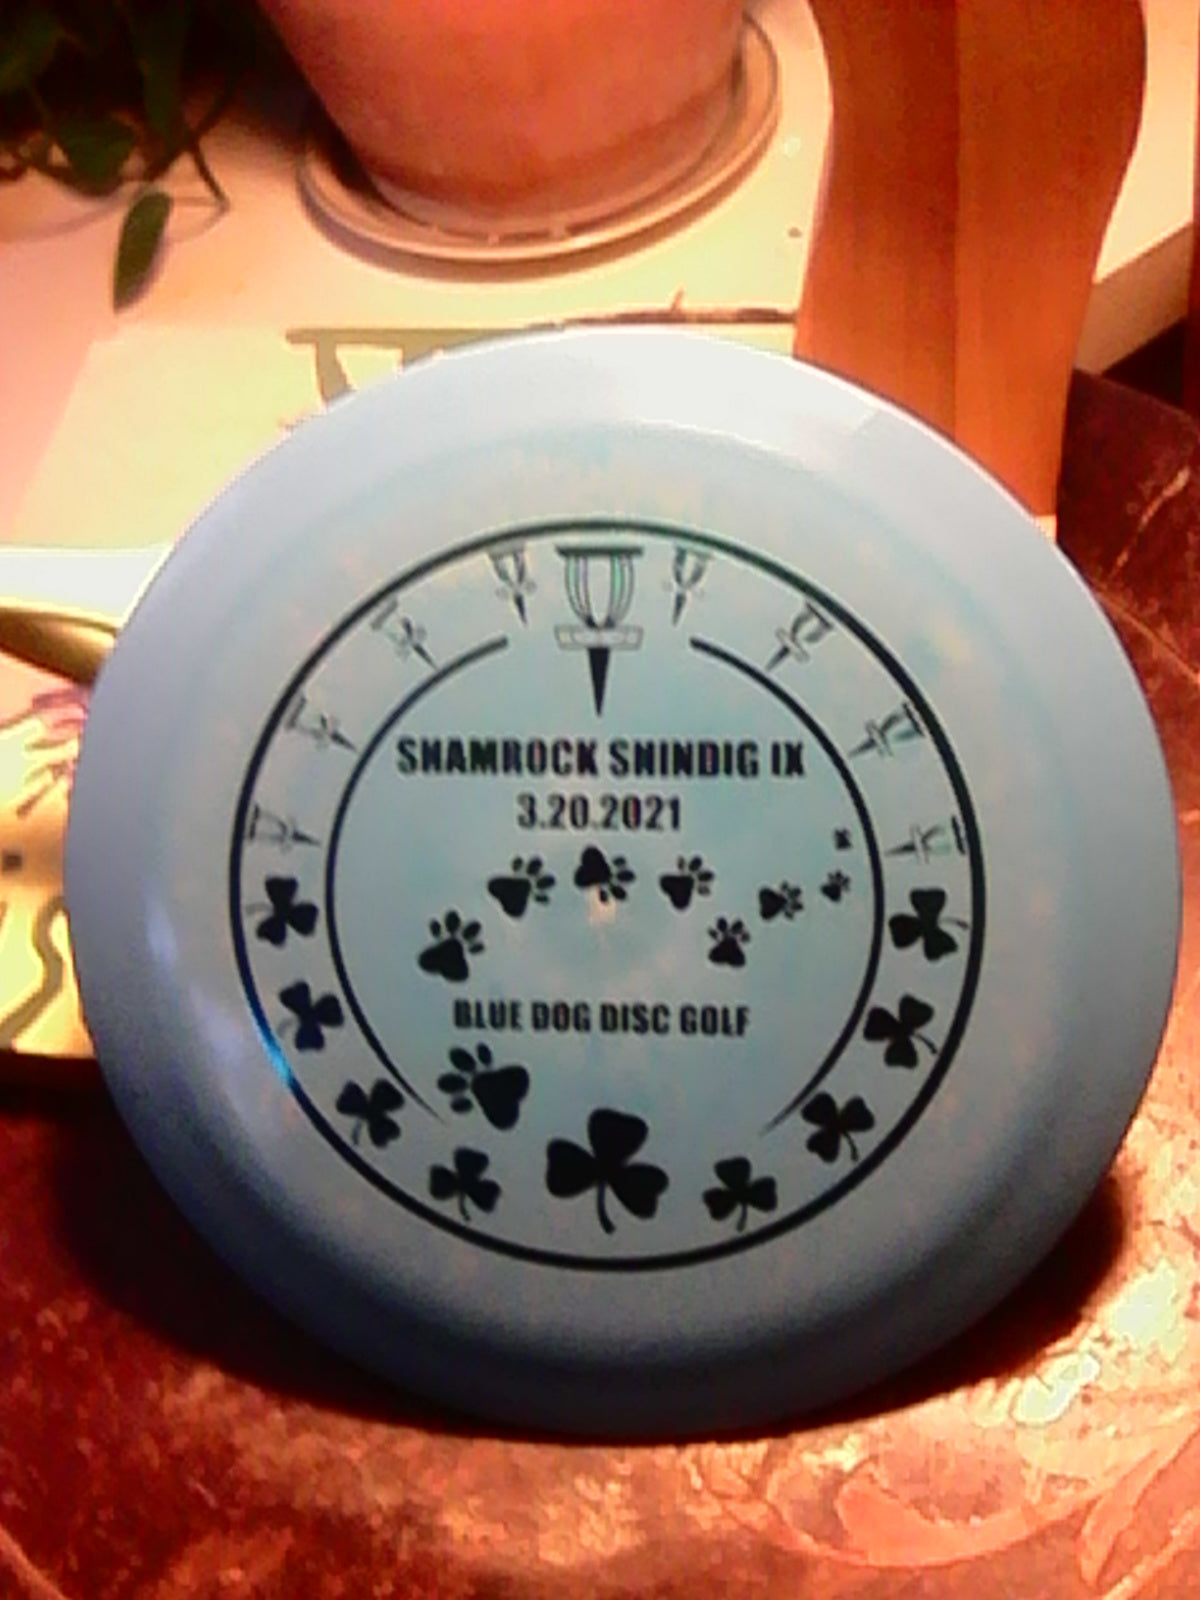 SHAMROCK SHINDIG IX
3.20.2021
BLUE DOG DISC GOLF